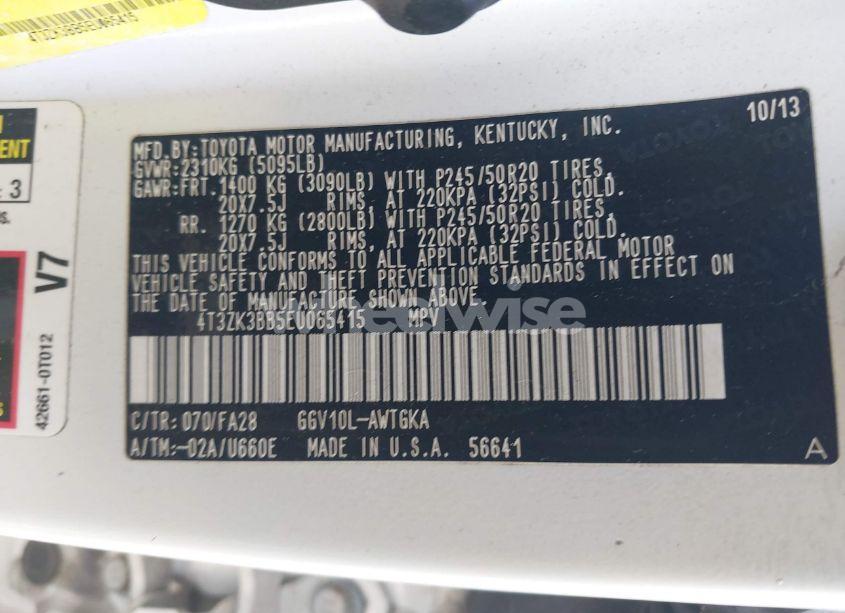 4T3ZK3BB5EU065415
3
V7
42661-0T012
10/13
MFD.BY:TOYOTA MOTOR MANUFACTURING, KENTUCKY, INC.
GVWR:2310KG (5095LB)
GAWR:FRT. 1400 KG (3090LB) WITH P245/50R20 TIRES,
20X7.5J RIMS, AT 220KPA (32PSI) COLD.
RR. 1270 KG (2800LB) WITH P245/50R20 TIRES,
20X7.5J RIMS, AT 220KPA (32PSI) COLD.
THIS VEHICLE CONFORMS TO ALL APPLICABLE FEDERAL MOTOR
VEHICLE SAFETY AND THEFT PREVENTION STANDARDS IN EFFECT ON
THE DATE OF MANUFACTURE SHOWN ABOVE.
4T3ZK3BB5EU065415 MPV
C/TR:070/FA28 GGV10L-AWTGKA
A/TM:-02A/U660E MADE IN U.S.A. 56641
A